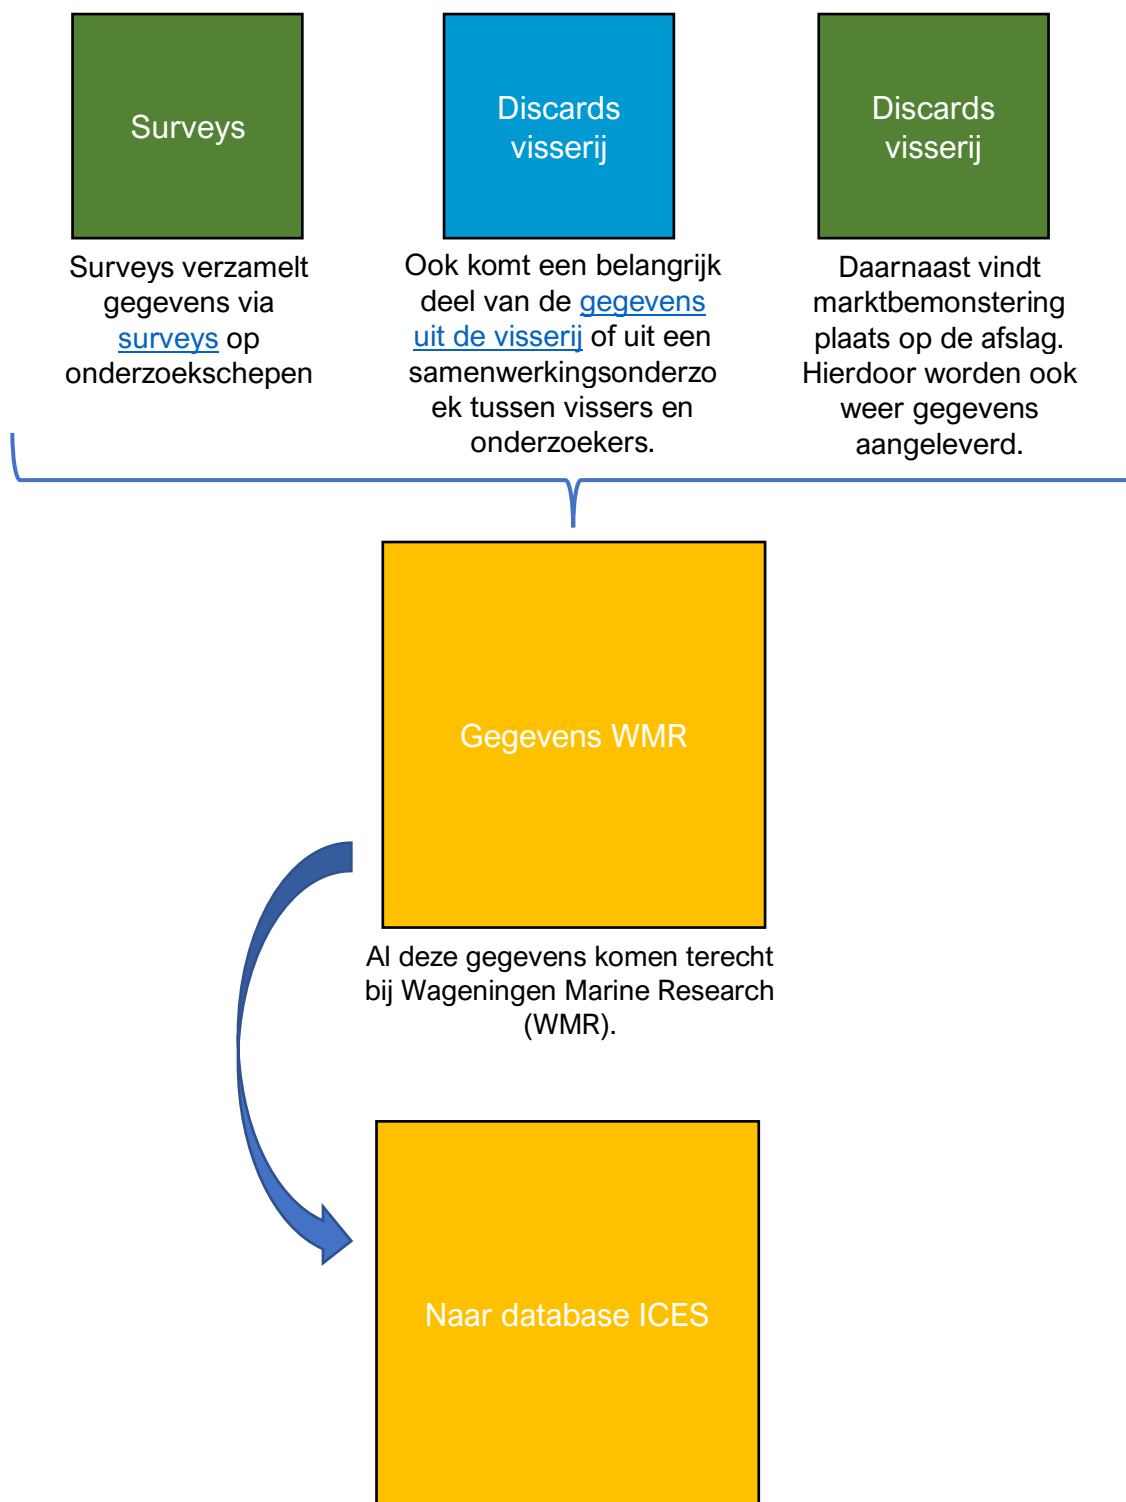 Surveys
Discards
visserij
Discards
visserij
Surveys verzamelt
gegevens via
surveys op
onderzoekschepen
Ook komt een belangrijk
deel van de gegevens
uit de visserij of uit een
samenwerkingsonderzo
ek tussen vissers en
onderzoekers.
Daarnaast vindt
marktbemonstering
plaats op de afslag.
Hierdoor worden ook
weer gegevens
aangeleverd.
Gegevens WMR
Al deze gegevens komen terecht
bij Wageningen Marine Research
(WMR).
Naar database ICES